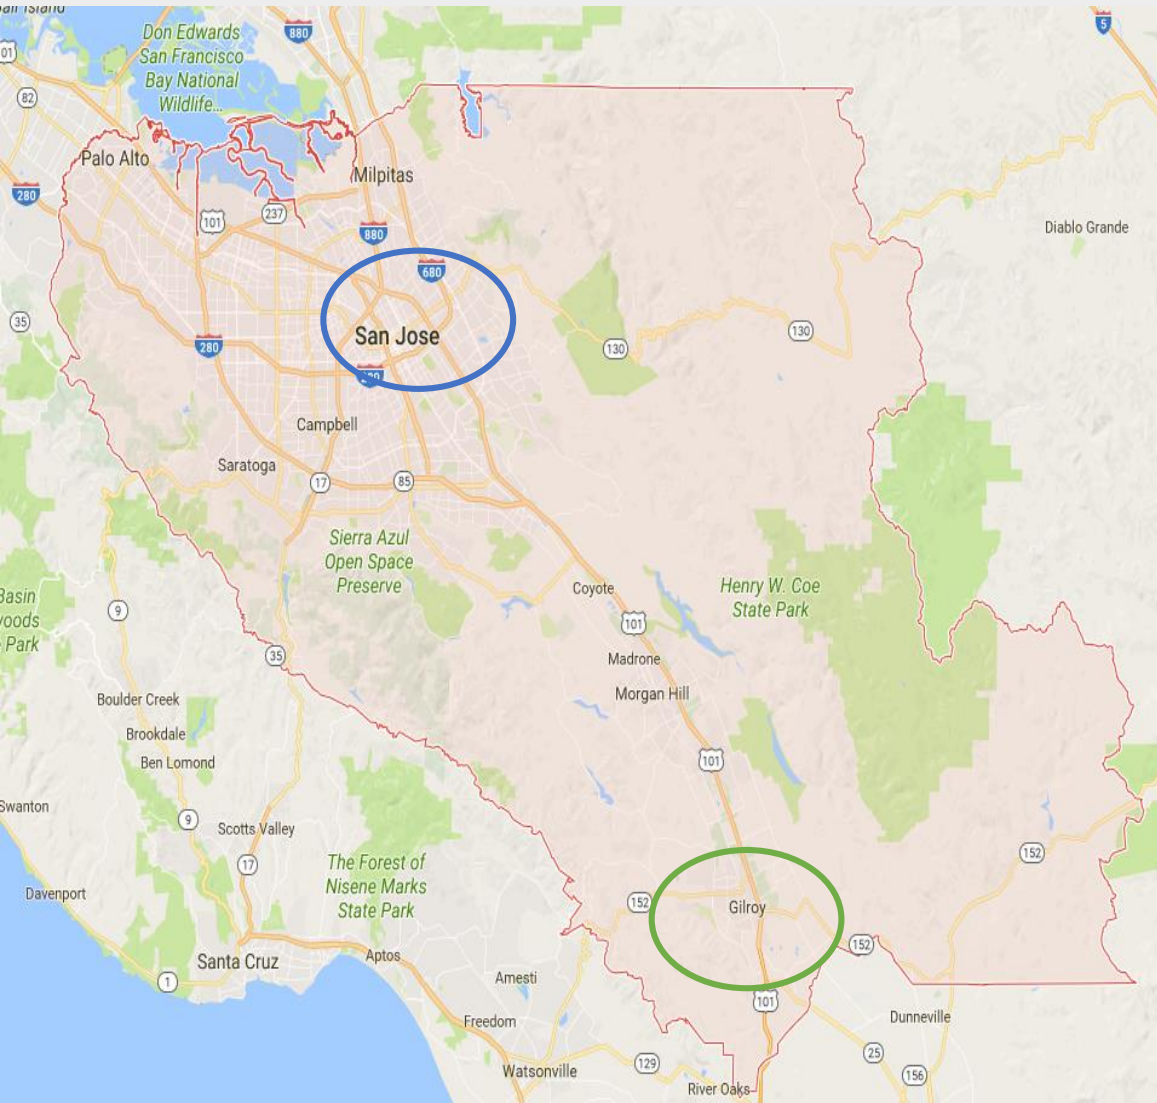 Island
Don Edwards
San Francisco
Bay National
Wildlife...
880
5
01
82
Palo Alto
Milpitas
280
101
237
880
Diablo Grande
680
35
280
San Jose
130
130
Campbell
Saratoga
17
85
Sierra Azul
Open Space
Preserve
Coyote
Henry W. Coe
State Park
Basin
woods
Park
9
101
35
Madrone
Morgan Hill
Boulder Creek
Brookdale
Ben Lomond
101
Swanton
9
Scotts Valley
17
The Forest of
Nisene Marks
State Park
152
Davenport
152
Gilroy
152
Santa Cruz
Aptos
1
Amesti
101
Freedom
Dunneville
25
129
156
Watsonville
River Oaks